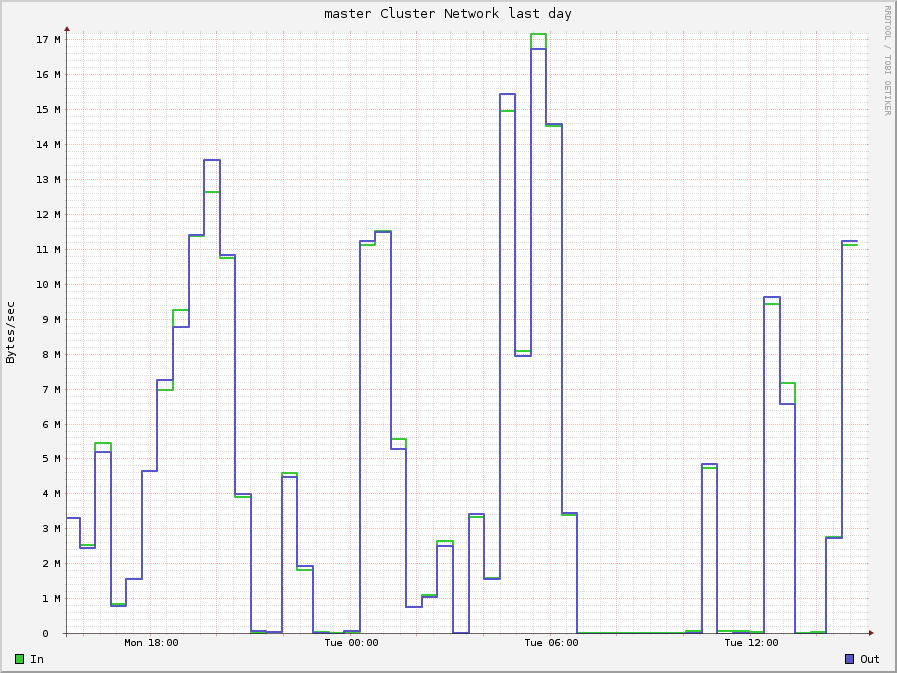 master Cluster Network last day
RRDTOOL / TOBI OETIKER
Bytes/sec
17 M
16 M
15 M
14 M
13 M
12 M
11 M
10 M
9 M
8 M
7 M
6 M
5 M
4 M
3 M
2 M
1 M
0
Mon 18:00 Tue 00:00 Tue 06:00 Tue 12:00
In Out